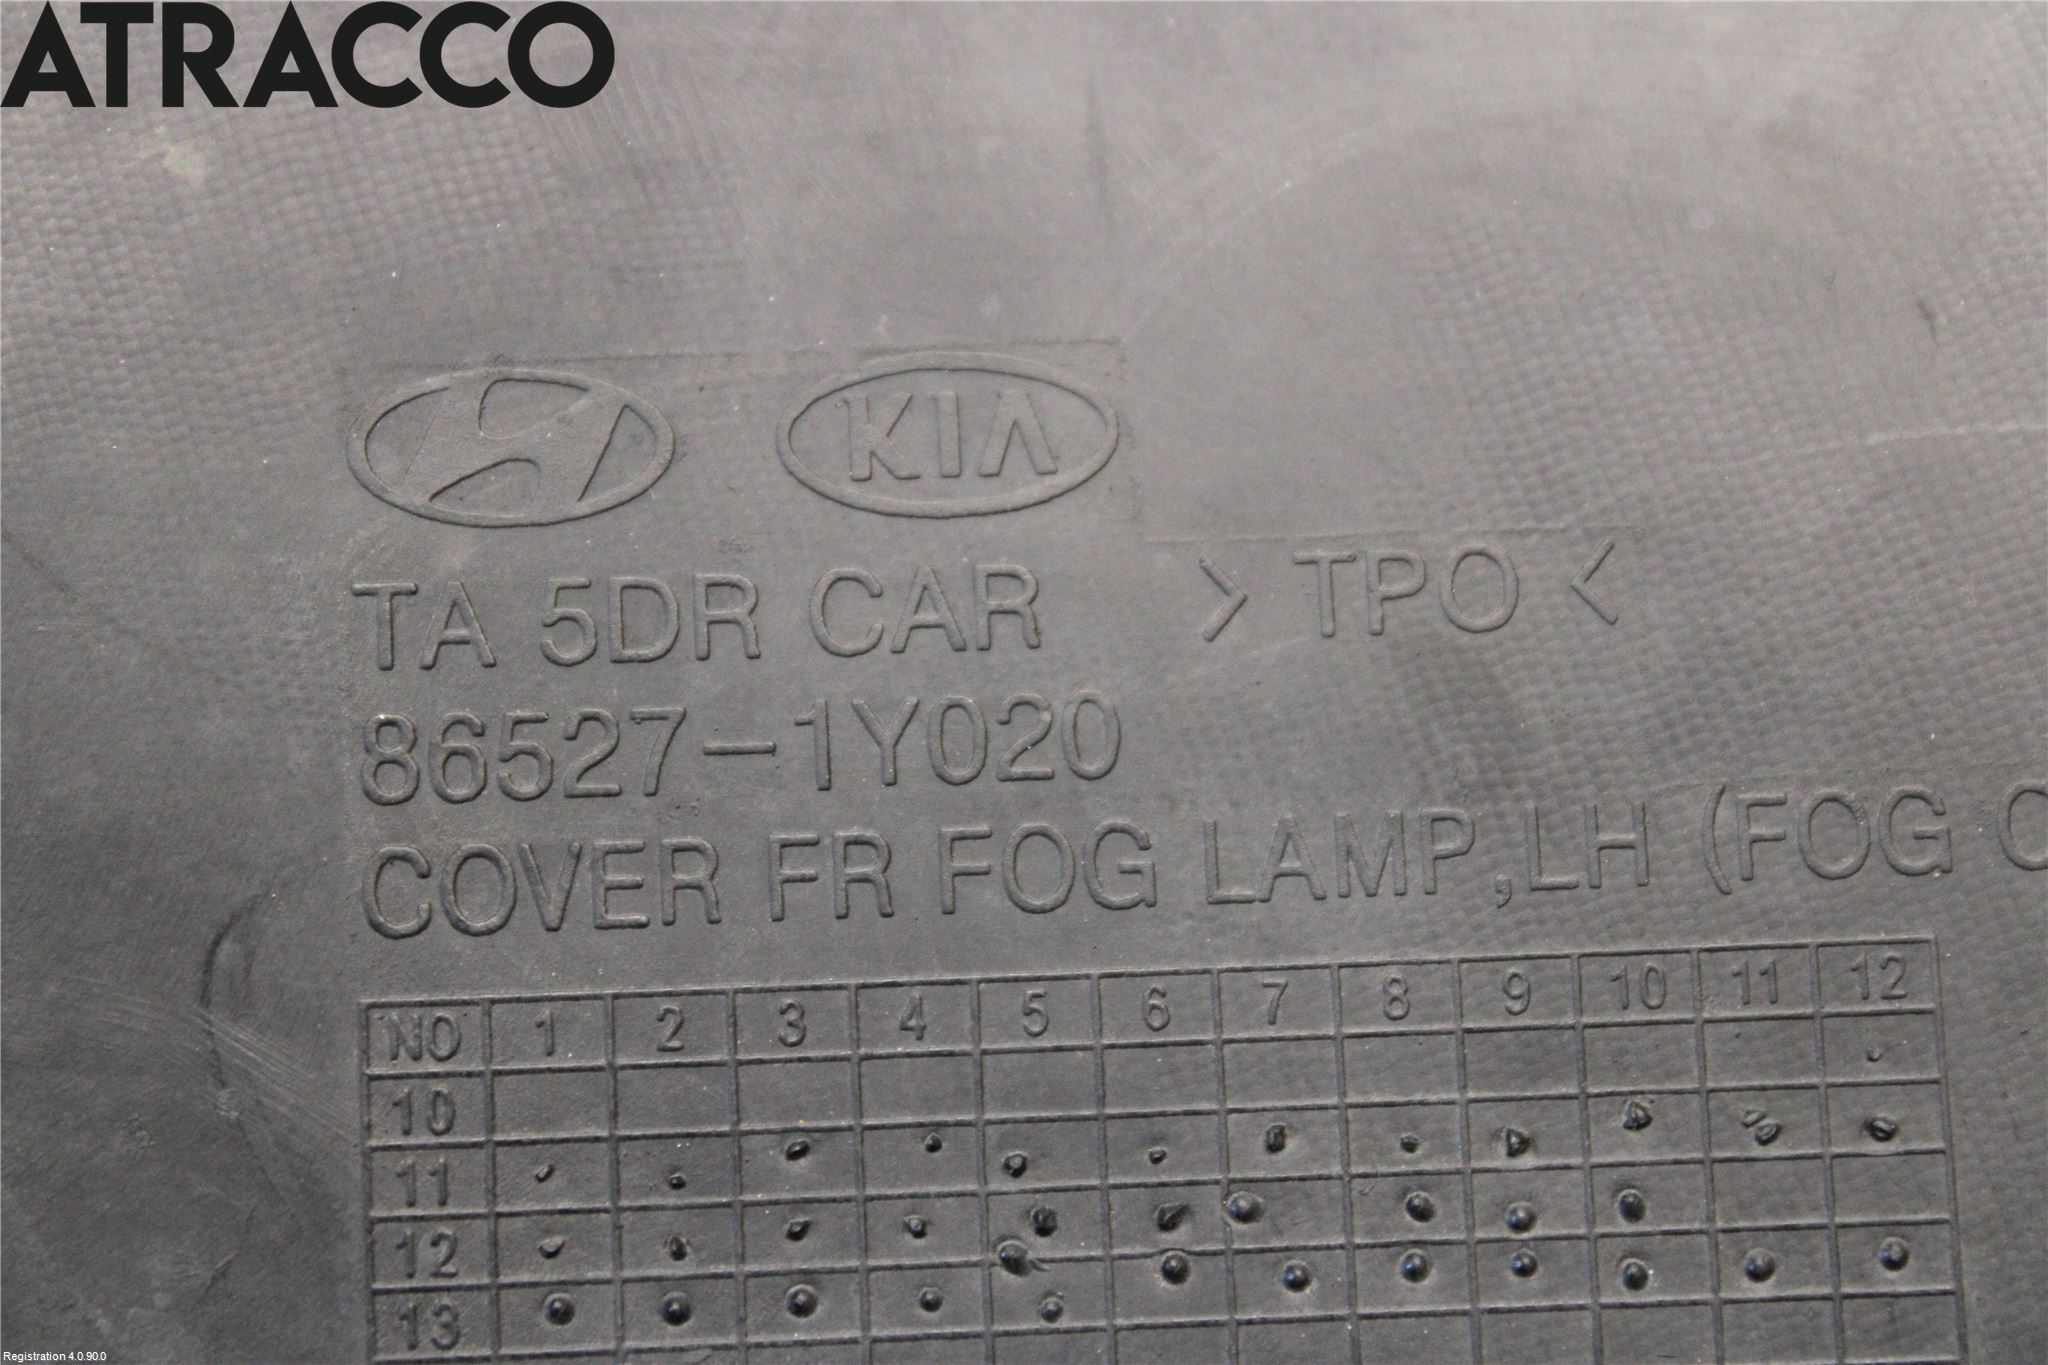 ATRACCO
KIA
TA 5DR CAR >TPO<
86527-1Y020
COVER FR FOG LAMP,LH (FOG
NO 1 2 3 4 5 6 7 8 9 10 11 12
10
11
12
13
Registration 4.0.90.0